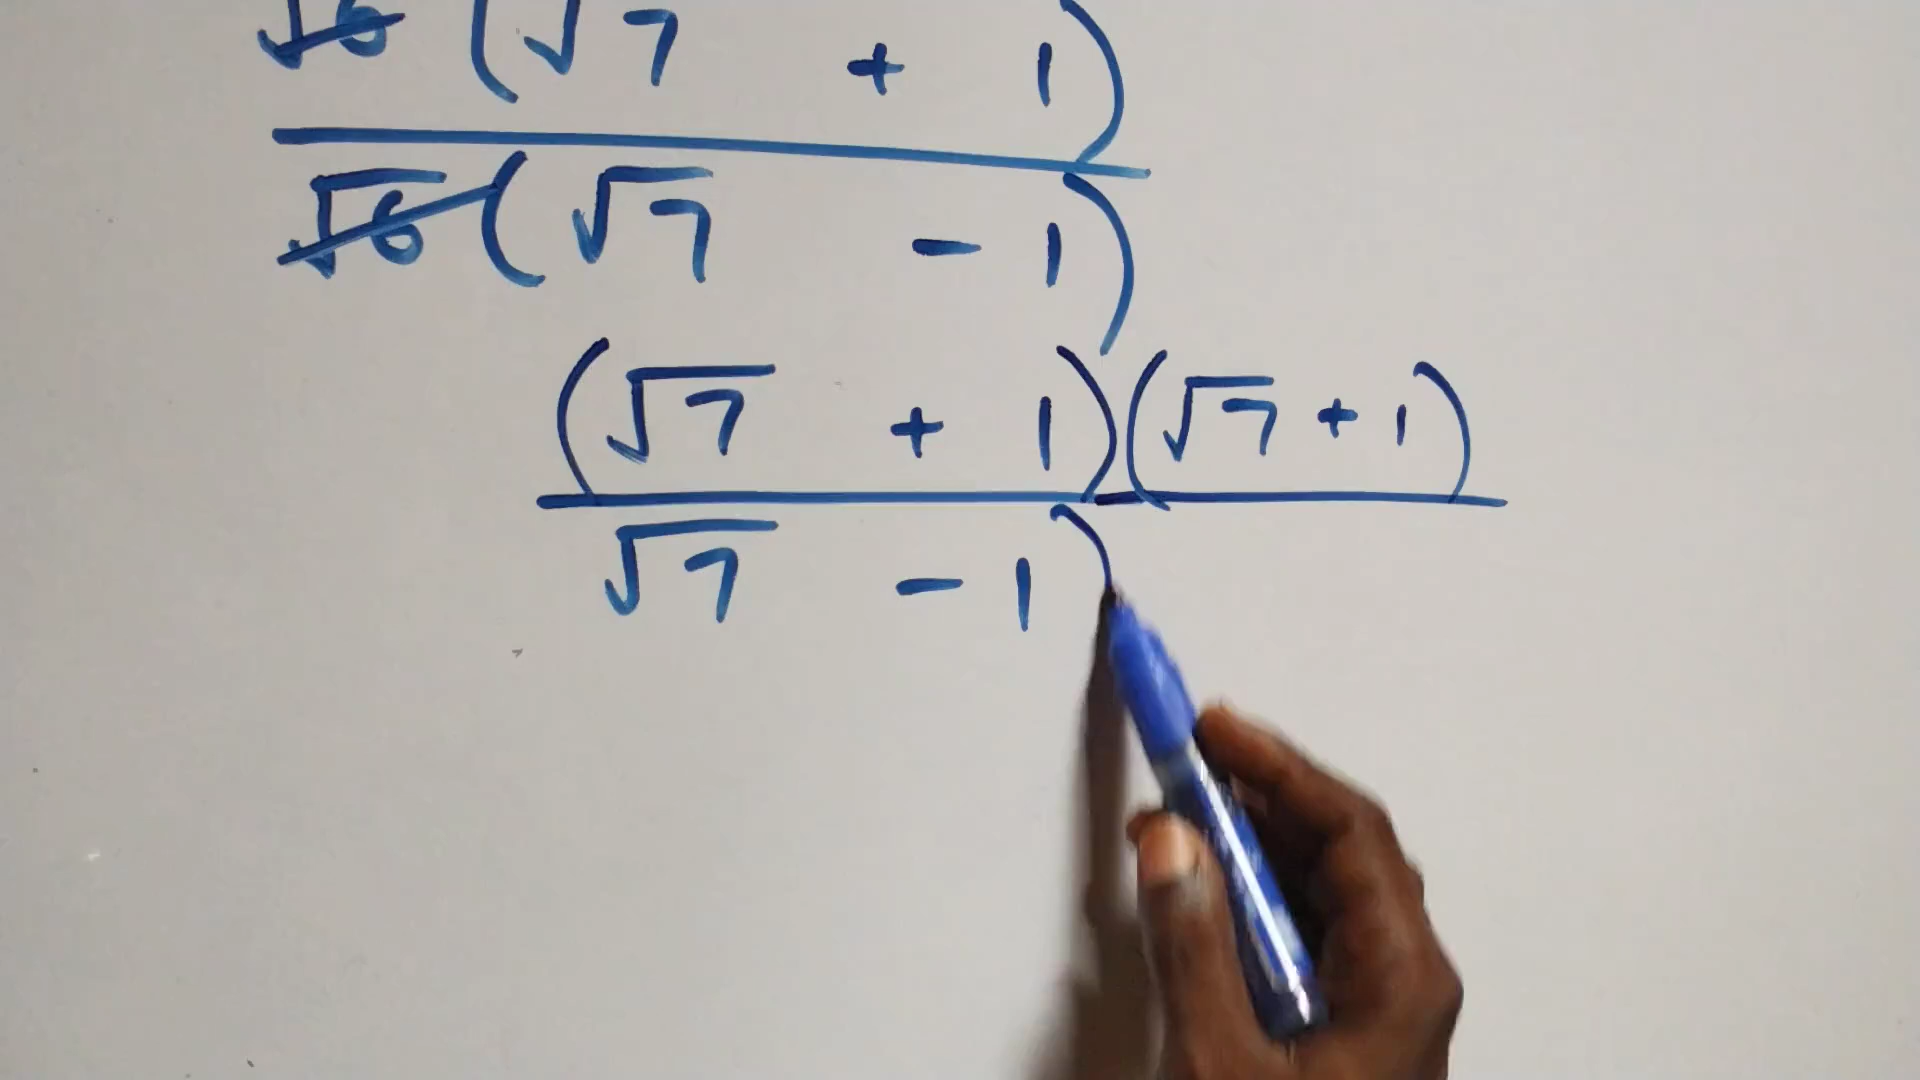 √6 (√7 + 1)
√6 (√7 - 1)
(√7 + 1)(√7 + 1)
√7 - 1)